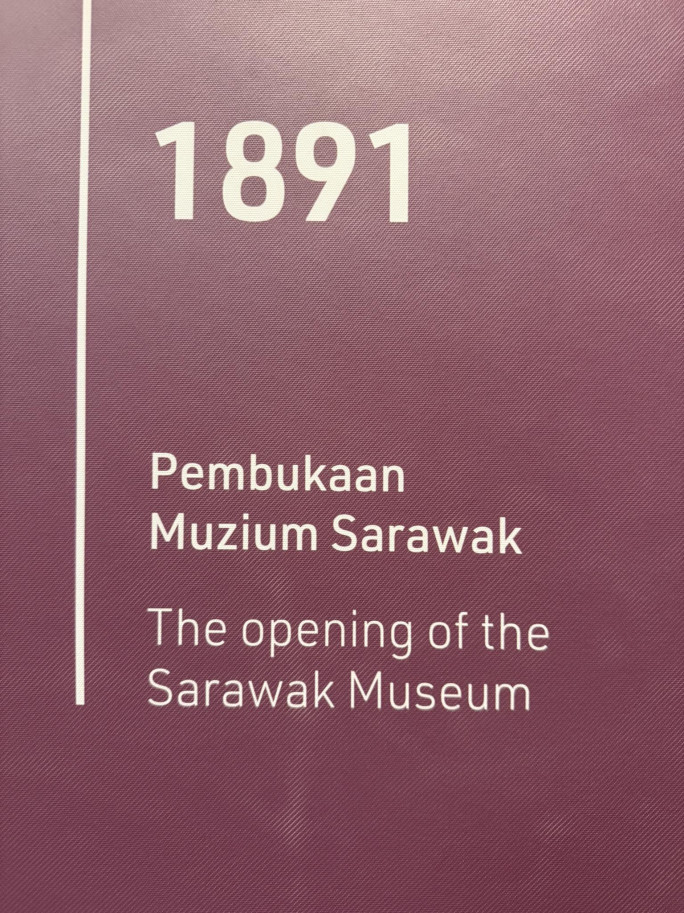 1891
Pembukaan
Muzium Sarawak
The opening of the
Sarawak Museum